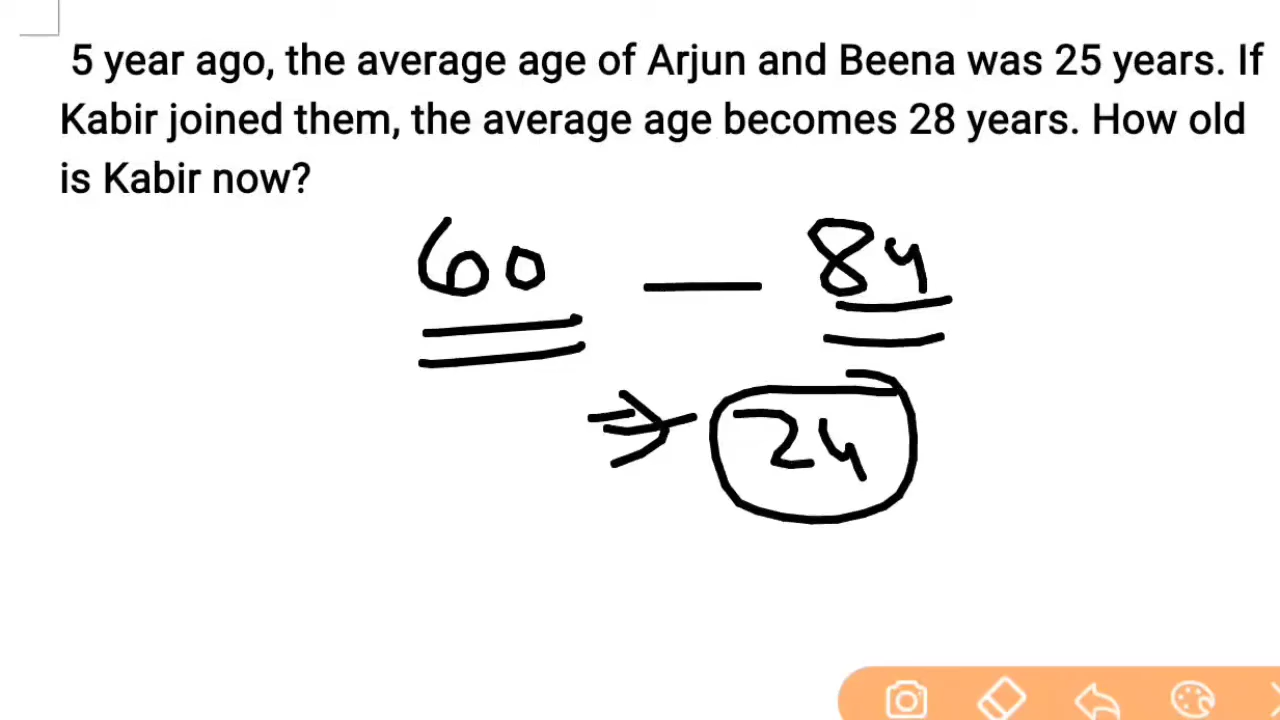 5 year ago, the average age of Arjun and Beena was 25 years. If
Kabir joined them, the average age becomes 28 years. How old
is Kabir now?
60 — 84
⇒ 24